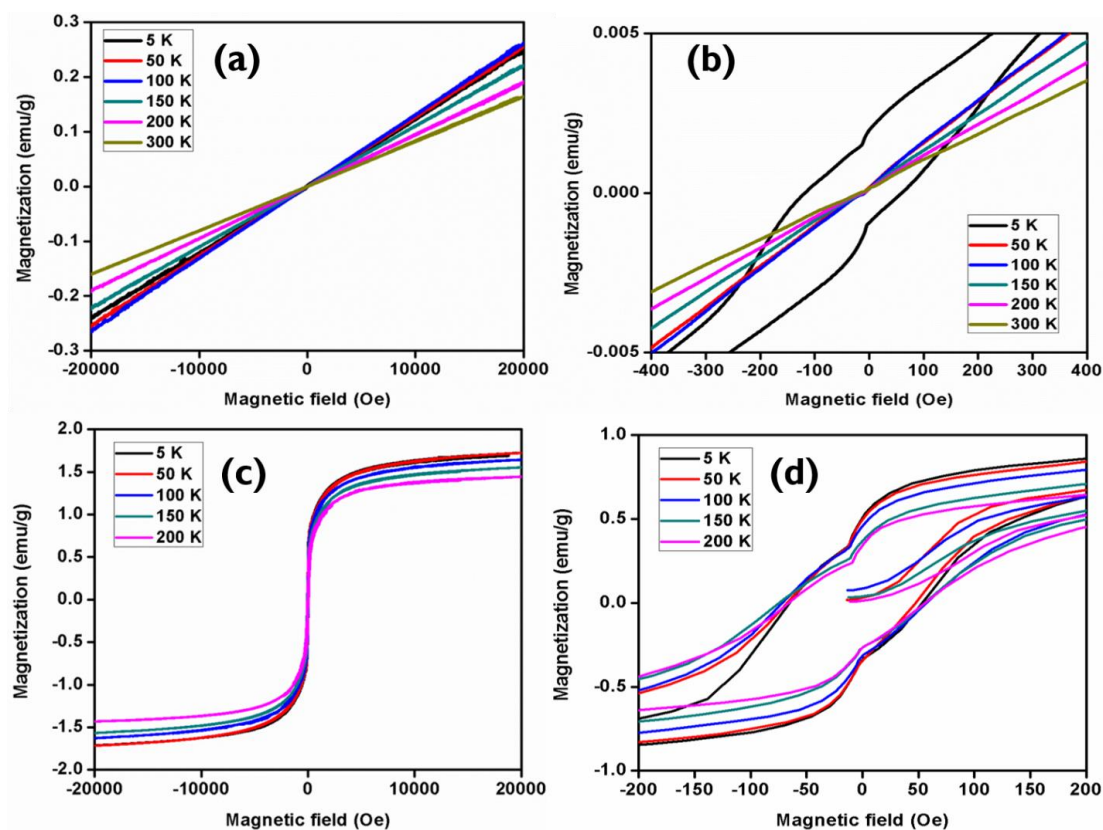 0.3
0.2
0.1
0.0
-0.1
-0.2
-0.3
Magnetization (emu/g)
5 K
50 K
100 K
150 K
200 K
300 K
(a)
-20000 -10000 0 10000 20000
Magnetic field (Oe)
0.005
0.000
-0.005
Magnetization (emu/g)
(b)
5 K
50 K
100 K
150 K
200 K
300 K
-400 -300 -200 -100 0 100 200 300 400
Magnetic field (Oe)
2.0
1.5
1.0
0.5
0.0
-0.5
-1.0
-1.5
-2.0
Magnetization (emu/g)
5 K
50 K
100 K
150 K
200 K
(c)
-20000 -10000 0 10000 20000
Magnetic field (Oe)
1.0
0.5
0.0
-0.5
-1.0
Magnetization (emu/g)
5 K
50 K
100 K
150 K
200 K
(d)
-200 -150 -100 -50 0 50 100 150 200
Magnetic field (Oe)